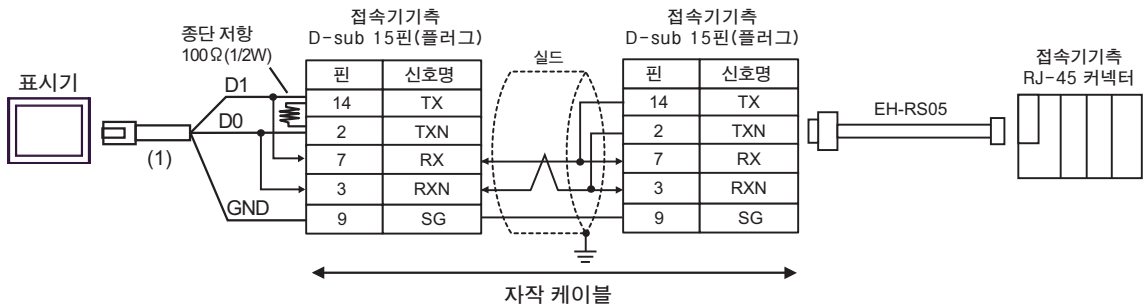 표시기
(1)
D1
D0
GND
종단 저항
100Ω(1/2W)
접속기기측
D-sub 15핀(플러그)
핀 신호명
14 TX
2 TXN
7 RX
3 RXN
9 SG
실드
접속기기측
D-sub 15핀(플러그)
핀 신호명
14 TX
2 TXN
7 RX
3 RXN
9 SG
EH-RS05
접속기기측
RJ-45 커넥터
자작 케이블